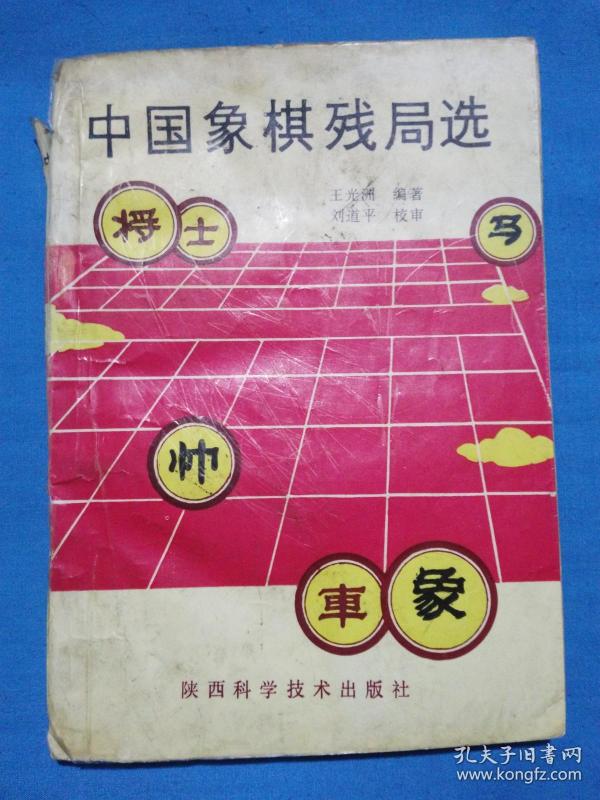 中国象棋残局选
王光洲 编著
刘道平 校审
将
士
马
帅
車
象
陕西科学技术出版社
孔夫子旧书网
www.kongfz.com